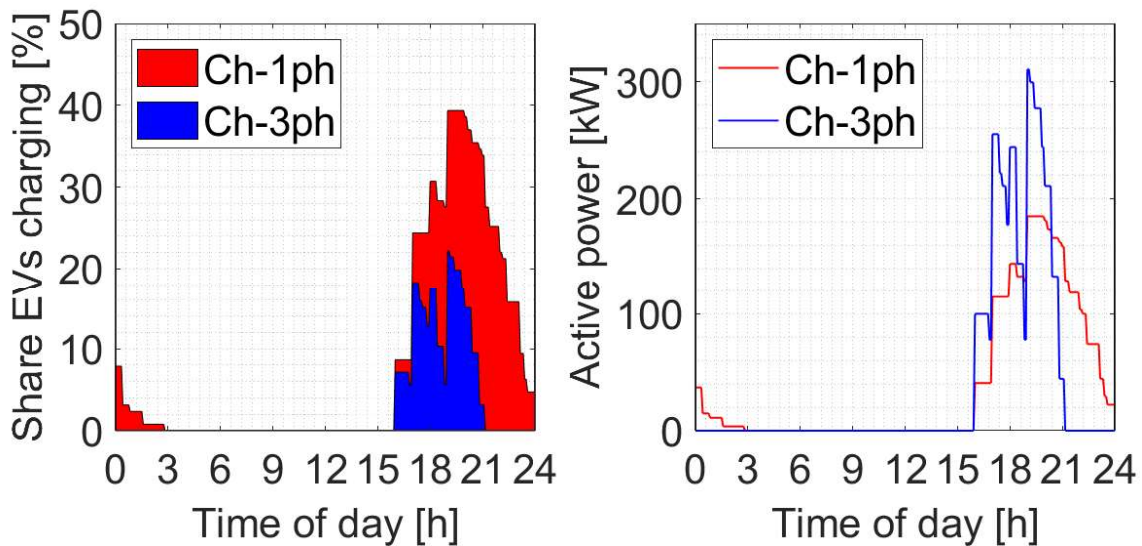 Share EVs charging [%]
50
40
30
20
10
0
Ch-1ph
Ch-3ph
0 3 6 9 12 15 18 21 24
Time of day [h]
Active power [kW]
300
200
100
0
Ch-1ph
Ch-3ph
0 3 6 9 12 15 18 21 24
Time of day [h]